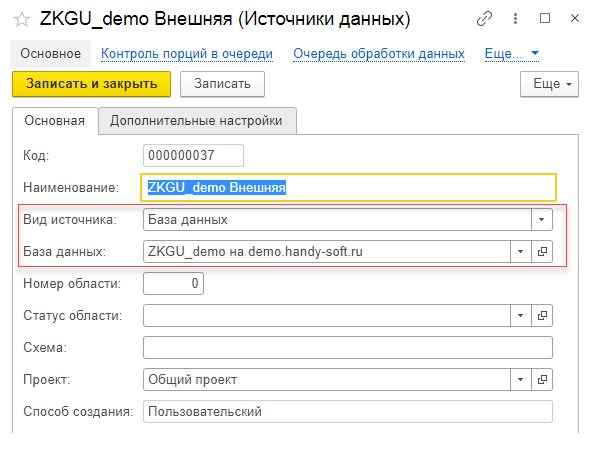 ZKGU_demo Внешняя (Источники данных)
Основное Контроль порций в очереди Очередь обработки данных Еще...
Записать и закрыть Записать Еще
Основная Дополнительные настройки
Код: 000000037
Наименование: ZKGU_demo Внешняя
Вид источника: База данных
База данных: ZKGU_demo на demo.handy-soft.ru
Номер области: 0
Статус области:
Схема:
Проект: Общий проект
Способ создания: Пользовательский